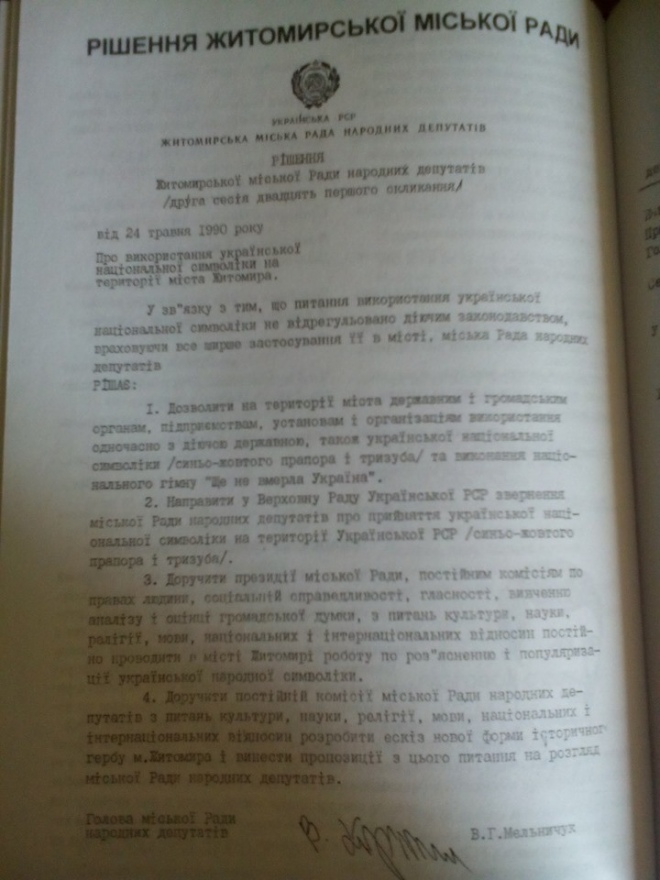 РІШЕННЯ ЖИТОМИРСЬКОЇ МІСЬКОЇ РАДИ
УКРАЇНСЬКА РСР
ЖИТОМИРСЬКА МІСЬКА РАДА НАРОДНИХ ДЕПУТАТІВ
РІШЕННЯ
Житомирської міської Ради народних депутатів
/друга сесія двадцять першого скликання/
від 24 травня 1990 року
Про використання української
національної символіки на
території міста Житомира.
У зв"язку з тим, що питання використання української
національної символіки не відрегульовано діючим законодавством,
враховуючи все ширше застосування її в місті, міська Рада народних
депутатів
РІШАЄ:
І. Дозволити на території міста державним і громадським
органам, підприємствам, установам і організаціям використання
одночасно з діючою державною, також української національної
символіки /синьо-жовтого прапора і тризуба/ та виконання націо-
нального гімну "Ще не вмерла Україна".
2. Направити у Верховну Раду Української РСР звернення
міської Ради народних депутатів про прийняття української наці-
ональної символіки на території Української РСР /синьо-жовтого
прапора і тризуба/.
3. Доручити президії міської Ради, постійним комісіям по
правах людини, соціальній справедливості, гласності, вивченню
аналізу і оцінці громадської думки, з питань культури, науки,
релігії, мови, національних і інтернаціональних відносин постій-
но проводити в місті Житомирі роботу по роз"ясненню і популяриза-
ції української народної символіки.
4. Доручити постійній комісії міської Ради народних де-
путатів з питань культури, науки, релігії, мови, національних і
інтернаціональних відносин розробити ескіз нової форми історичного
гербу м.Житомира і винести пропозиції з цього питання на розгляд
міської Ради народних депутатів.
Голова міської Ради
народних депутатів
В.Г.Мельничук